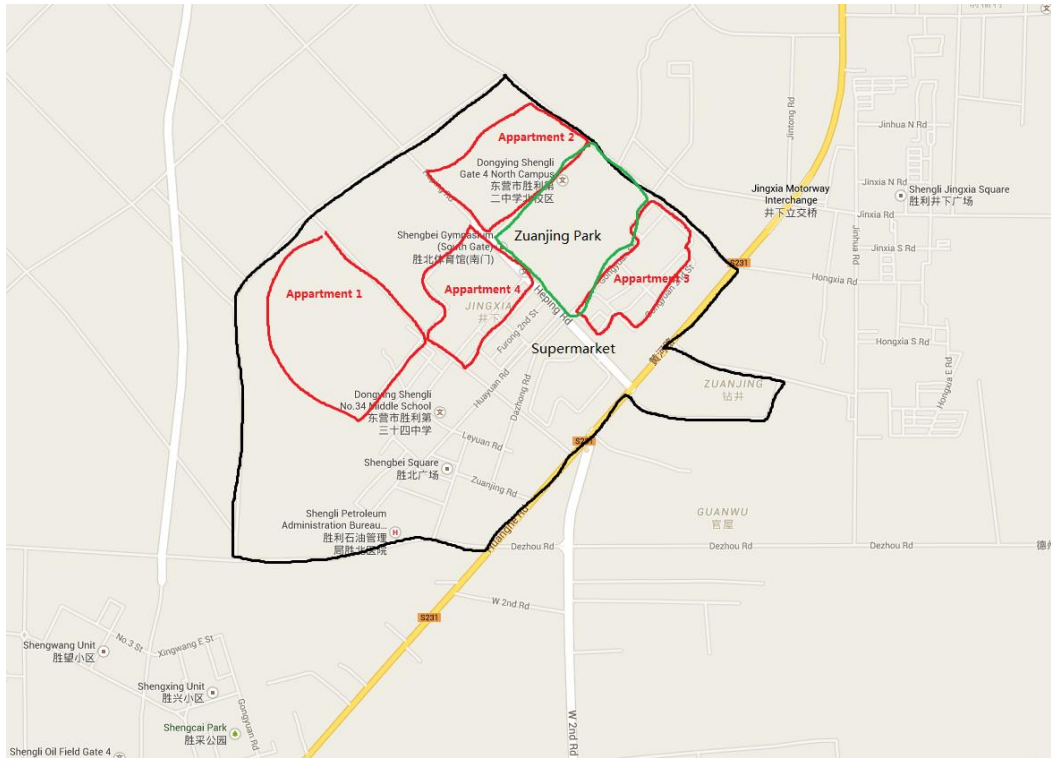 Jinhua N Rd
Jintong Rd
Appartment 2
Dongying Shengli
Gate 4 North Campus
东营市胜利第
二中学北校区
Jingxia Motorway
Interchange
井下立交桥
Jinxia N Rd
Shengli Jingxia Square
胜利井下广场
Jinxia Rd
Jinhua Rd
Zuanjing Park
Shengbei Gymnasium
(South Gate)
胜北体育馆(南门)
Jinxia S Rd
S231
Hongxia Rd
Appartment 1
Appartment 4
JINGXIA
井下
Heping Rd
Furong 2nd St
Supermarket
Hongxia S Rd
Hongxia E Rd
ZUANJING
钻井
Huayuan Rd
Dazhong Rd
Dongying Shengli
No.34 Middle School
东营市胜利第
三十四中学
Leyuan Rd
Shengbei Square
胜北广场
S231
Zuanjing Rd
Shengli Petroleum
Administration Bureau...
胜利石油管理
局胜北医院
H
GUANWU
官屋
Huanghe Rd
Dezhou Rd
Dezhou Rd
Dezhou Rd
W 2nd Rd
S231
No.3 St
Xingwang E St
Shengwang Unit
胜望小区
Shengxing Unit
胜兴小区
Gongyuan Rd
Shengcai Park
胜采公园
W 2nd Rd
Shengli Oil Field Gate 4